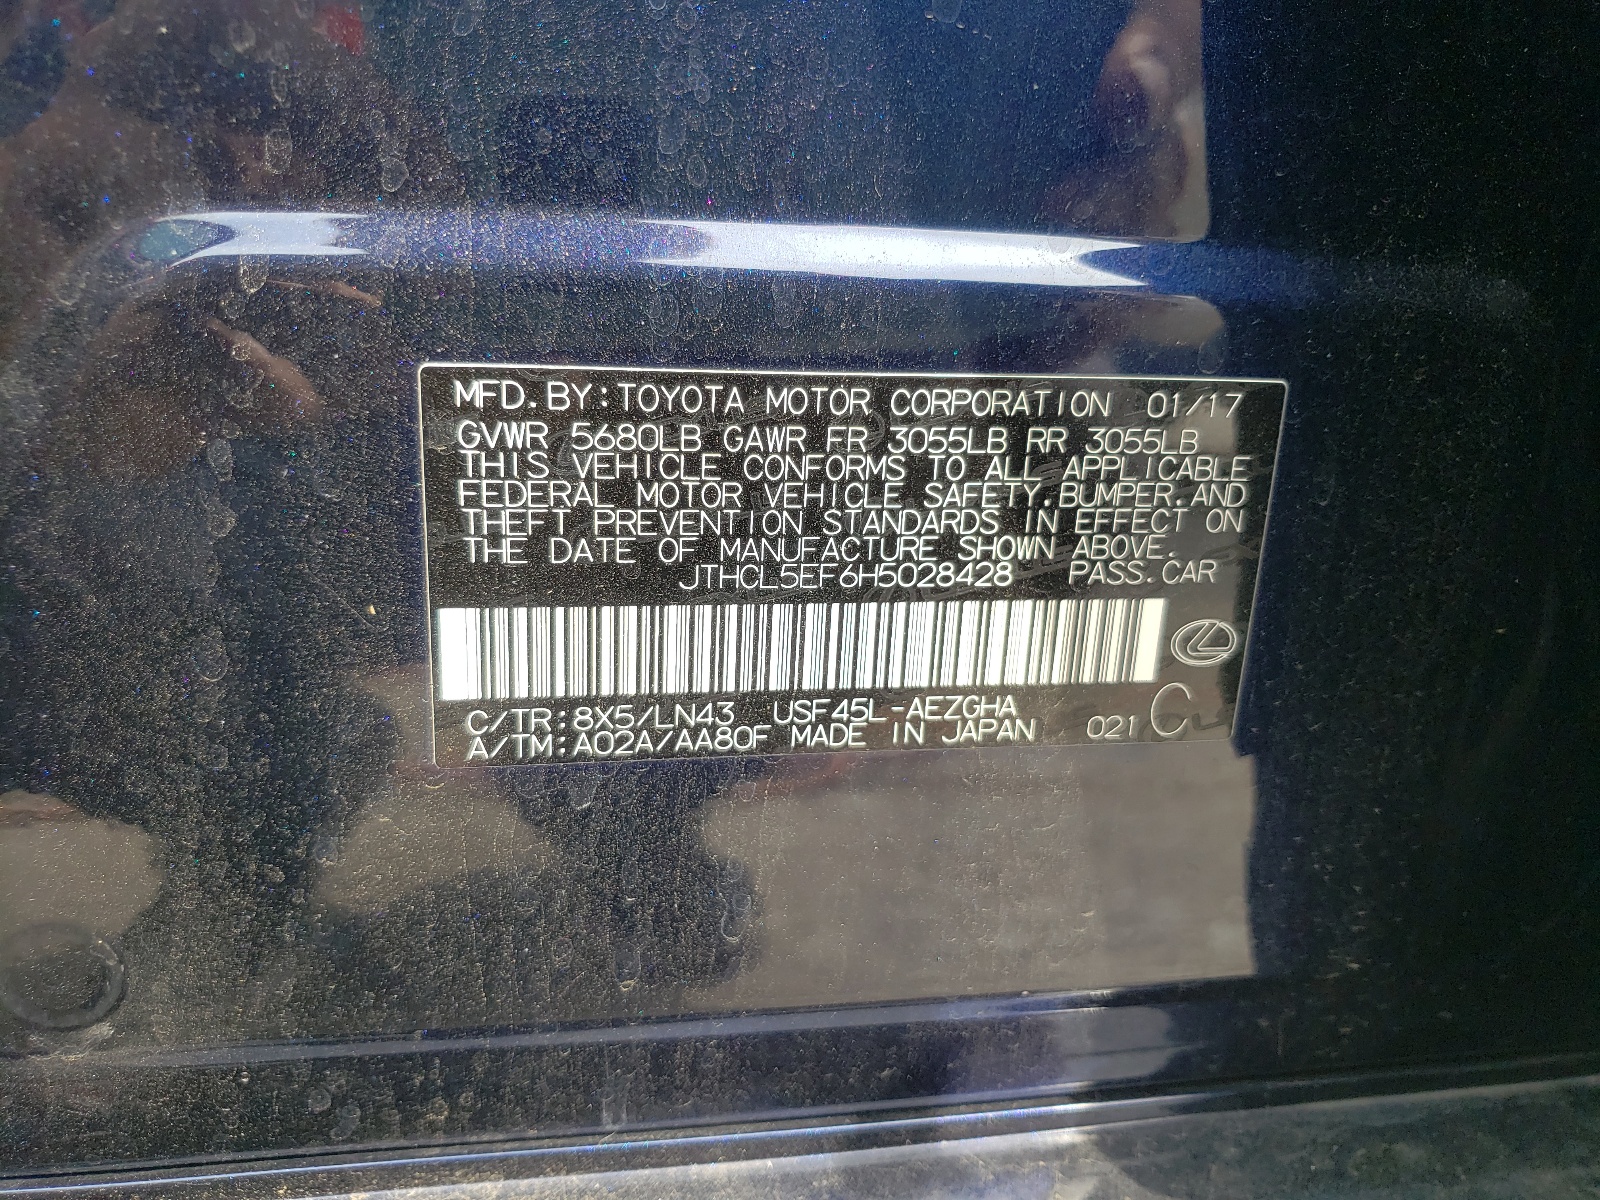 MFD. BY: TOYOTA MOTOR CORPORATION 01/17
GVWR 5680LB GAWR FR 3055LB RR 3055LB
THIS VEHICLE CONFORMS TO ALL APPLICABLE
FEDERAL MOTOR VEHICLE SAFETY, BUMPER, AND
THEFT PREVENTION STANDARDS IN EFFECT ON
THE DATE OF MANUFACTURE SHOWN ABOVE.
JTHCL5EF6H5028428 PASS. CAR
C/TR: 8X5/LN43 USF45L-AEZGHA
A/TM: A02A/AA80F MADE IN JAPAN 021 C